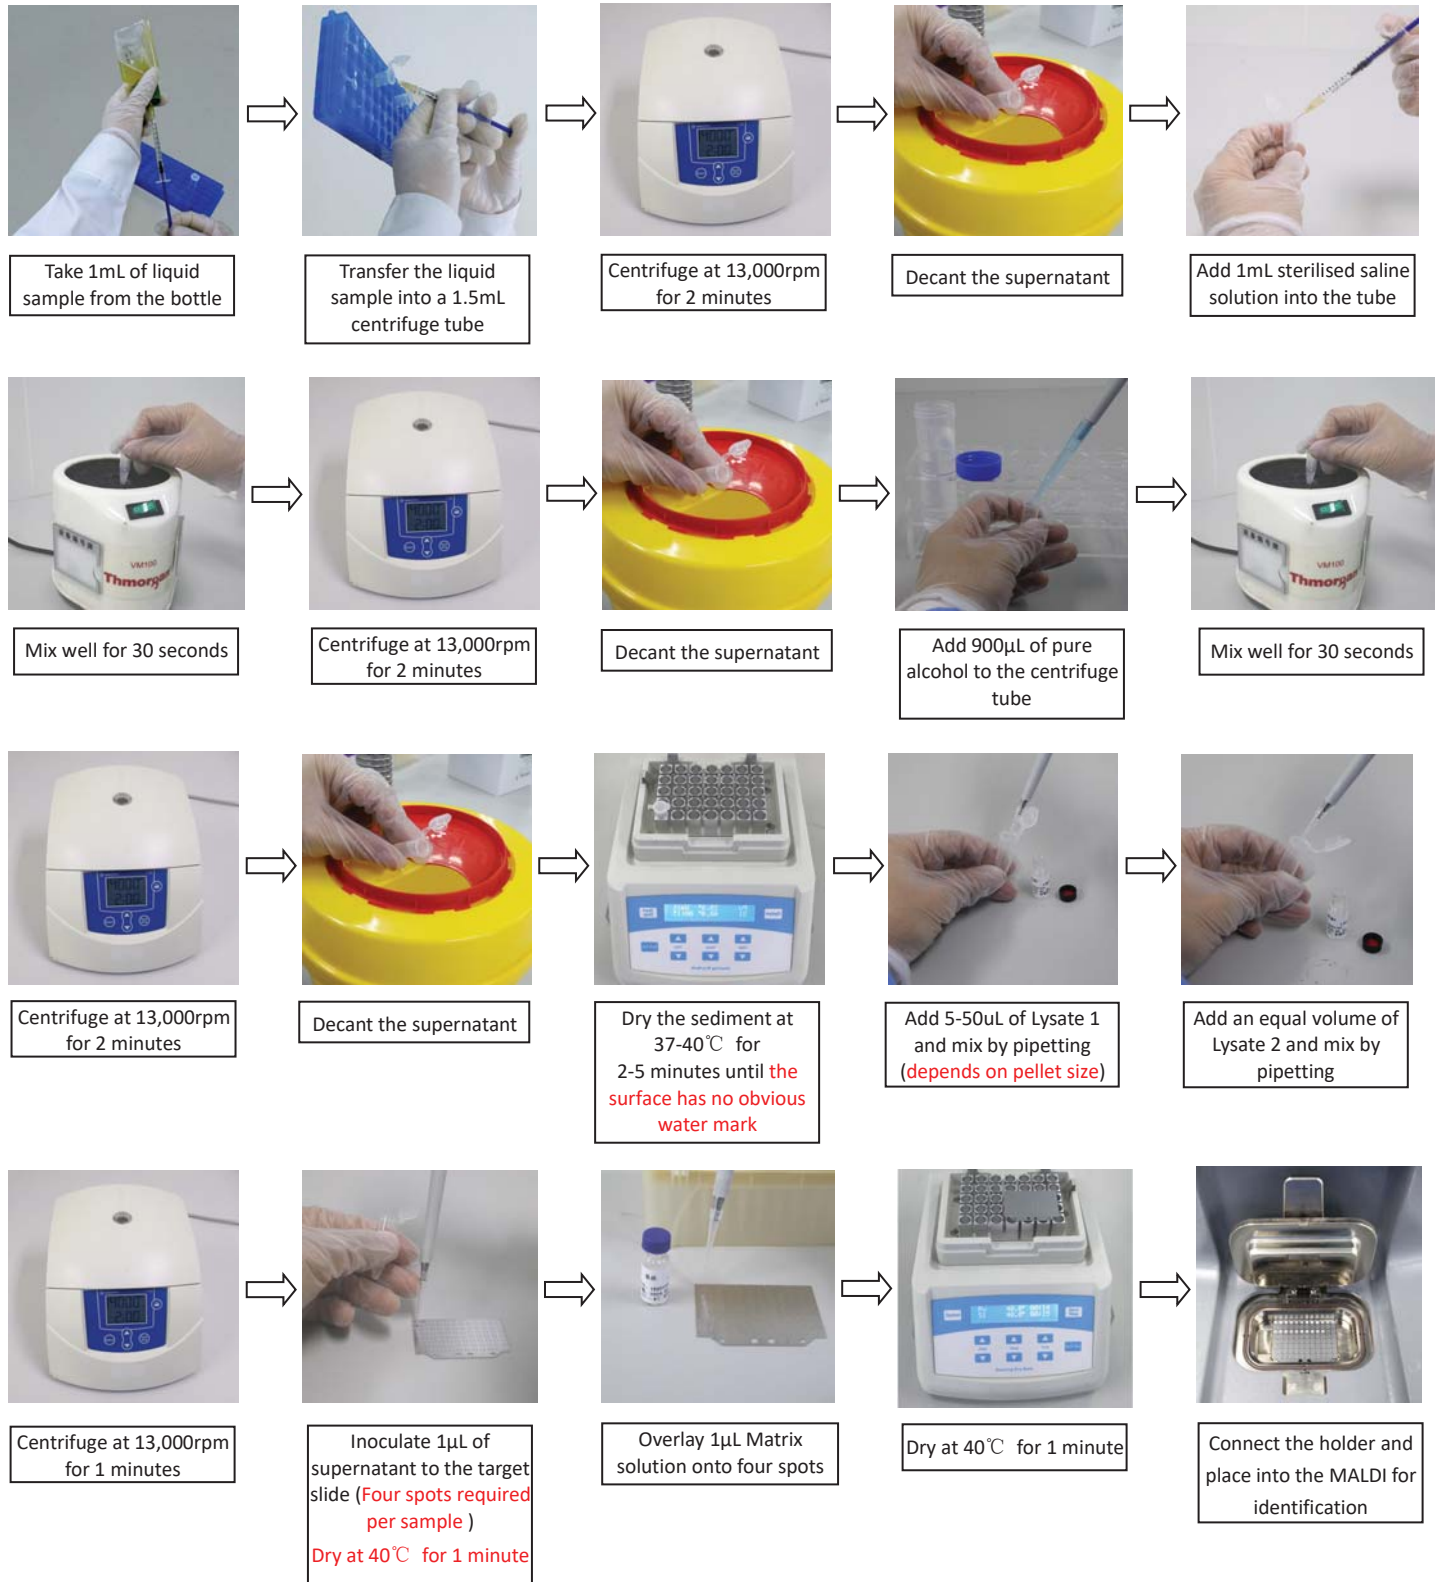 Take 1mL of liquid
sample from the bottle
Transfer the liquid
sample into a 1.5mL
centrifuge tube
Centrifuge at 13,000rpm
for 2 minutes
Decant the supernatant
Add 1mL sterilised saline
solution into the tube
VM100
Thmorgan
Mix well for 30 seconds
Centrifuge at 13,000rpm
for 2 minutes
Decant the supernatant
Add 900μL of pure
alcohol to the centrifuge
tube
VM100
Thmorgan
Mix well for 30 seconds
Centrifuge at 13,000rpm
for 2 minutes
Decant the supernatant
Dry the sediment at
37-40℃ for
2-5 minutes until the
surface has no obvious
water mark
Add 5-50uL of Lysate 1
and mix by pipetting
(depends on pellet size)
Add an equal volume of
Lysate 2 and mix by
pipetting
Centrifuge at 13,000rpm
for 1 minutes
Inoculate 1μL of
supernatant to the target
slide (Four spots required
per sample )
Dry at 40℃ for 1 minute
Overlay 1μL Matrix
solution onto four spots
Dry at 40℃ for 1 minute
Connect the holder and
place into the MALDI for
identification